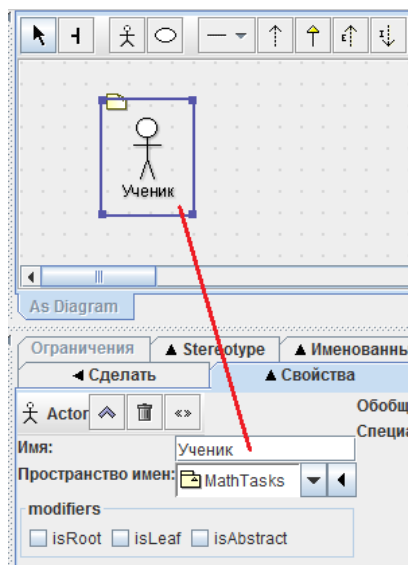 Ученик
As Diagram
Ограничения ▲ Stereotype ▲ Именованны
◄ Сделать ▲ Свойства
Actor Обобщ
Специа
Имя: Ученик
Пространство имен: MathTasks
modifiers
isRoot isLeaf isAbstract